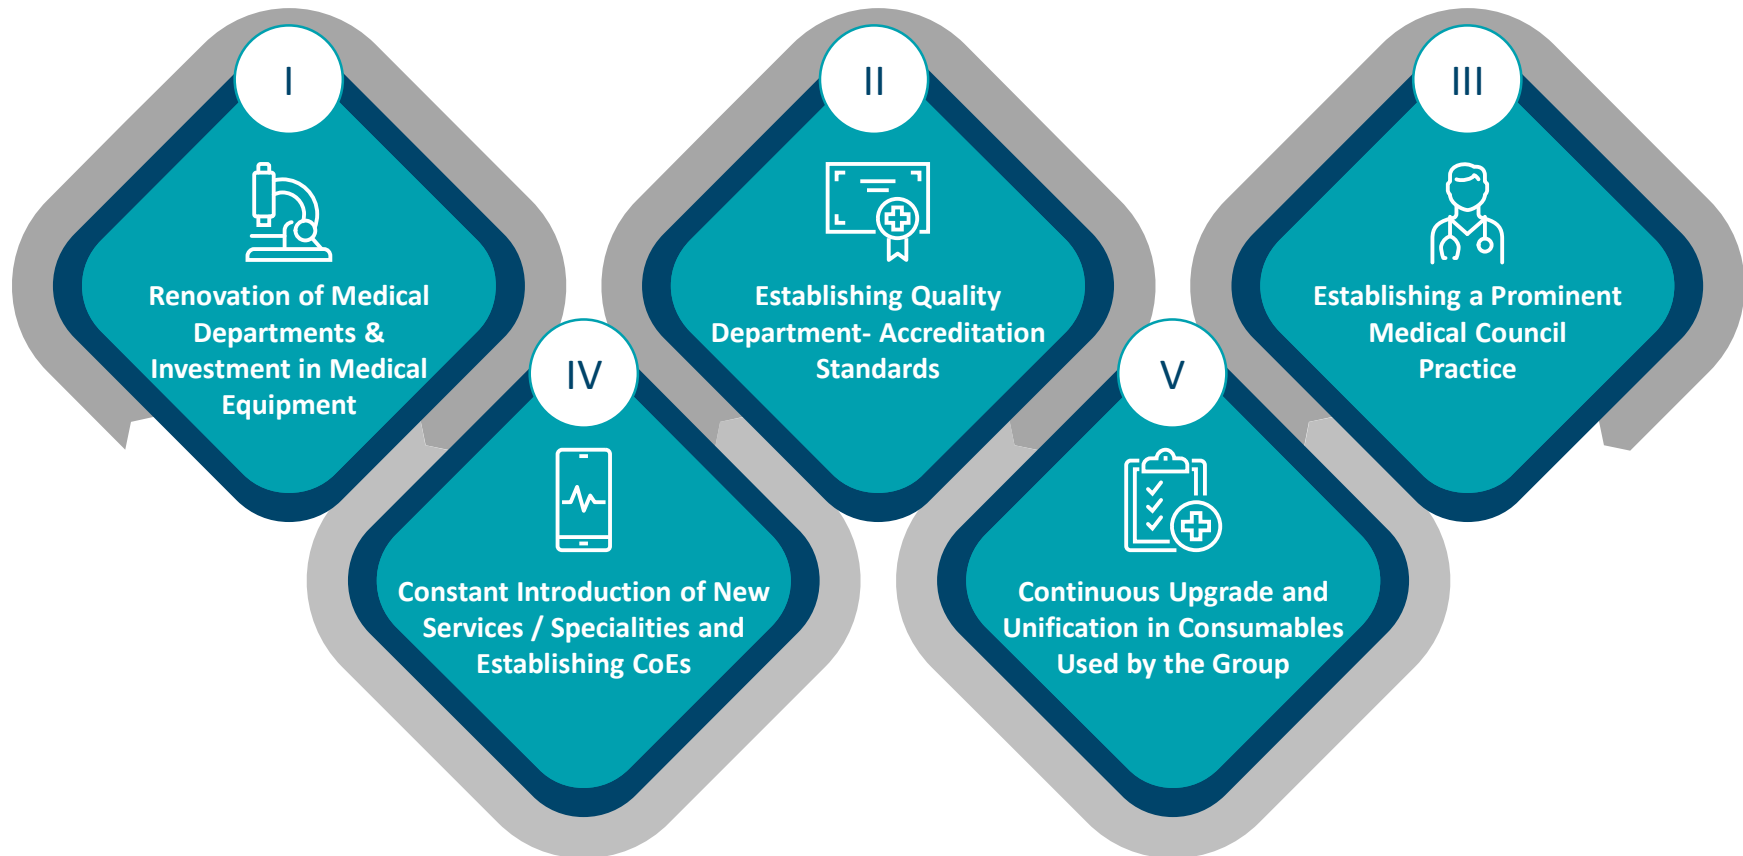 I
Renovation of Medical
Departments &
Investment in Medical
Equipment
II
Establishing Quality
Department- Accreditation
Standards
III
Establishing a Prominent
Medical Council
Practice
IV
Constant Introduction of New
Services / Specialities and
Establishing CoEs
V
Continuous Upgrade and
Unification in Consumables
Used by the Group